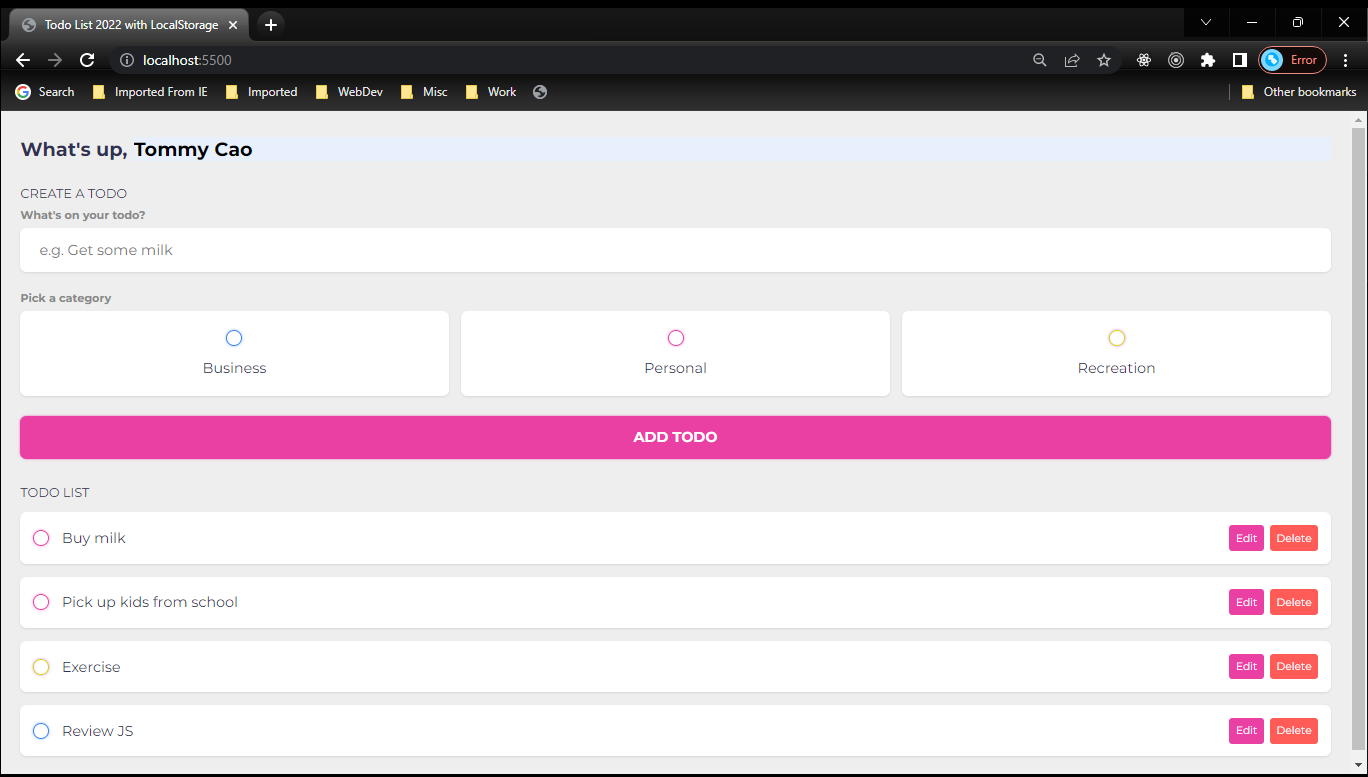 Todo List 2022 with LocalStorage
localhost:5500
Error
Search Imported From IE Imported WebDev Misc Work Other bookmarks
What's up, Tommy Cao
CREATE A TODO
What's on your todo?
e.g. Get some milk
Pick a category
Business Personal Recreation
ADD TODO
TODO LIST
Buy milk Edit Delete
Pick up kids from school Edit Delete
Exercise Edit Delete
Review JS Edit Delete